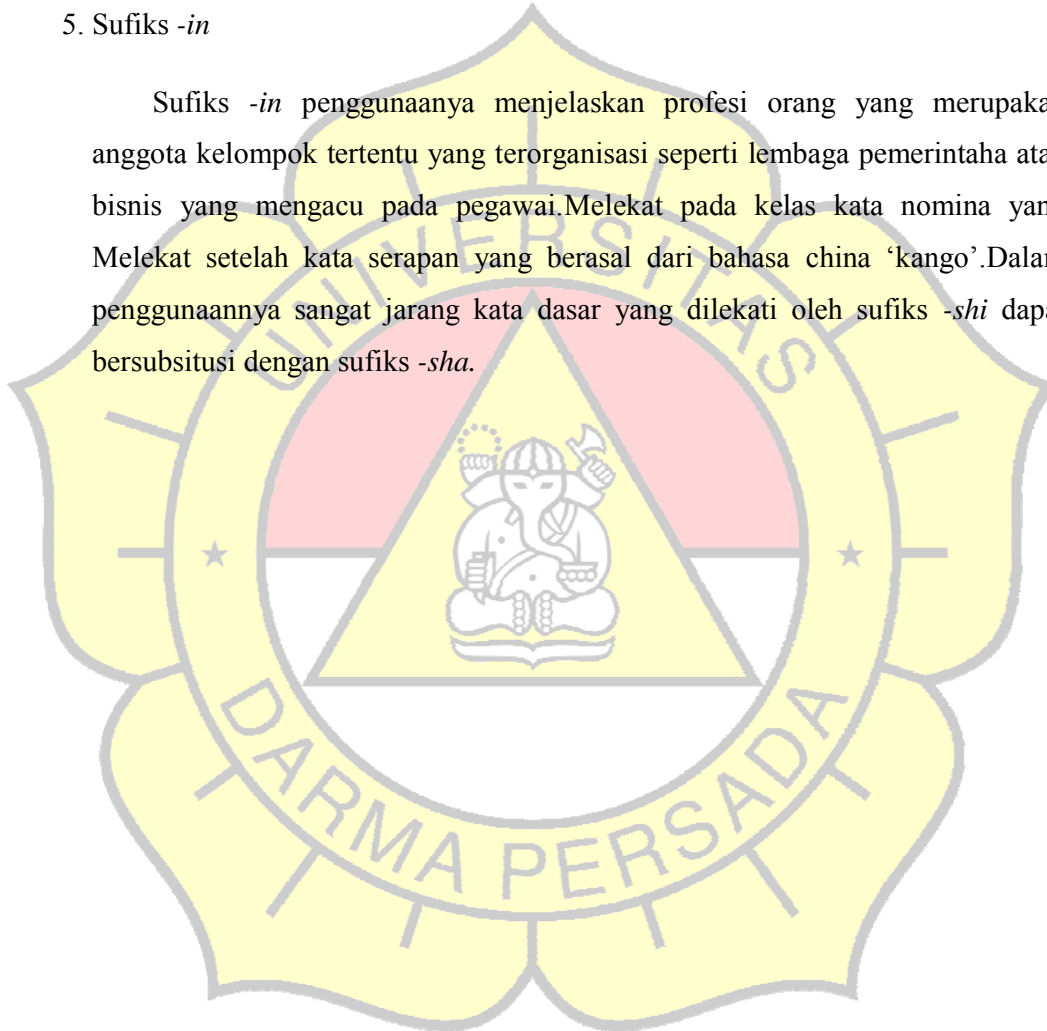 5. Sufiks -in
Sufiks -in penggunaanya menjelaskan profesi orang yang merupaka
anggota kelompok tertentu yang terorganisasi seperti lembaga pemerintaha ata
bisnis yang mengacu pada pegawai.Melekat pada kelas kata nomina yan
Melekat setelah kata serapan yang berasal dari bahasa china ‘kango’.Dalar
penggunaannya sangat jarang kata dasar yang dilekati oleh sufiks -shi dapa
bersubsitusi dengan sufiks -sha.
UNIVERSITAS
DARMA PERSADA